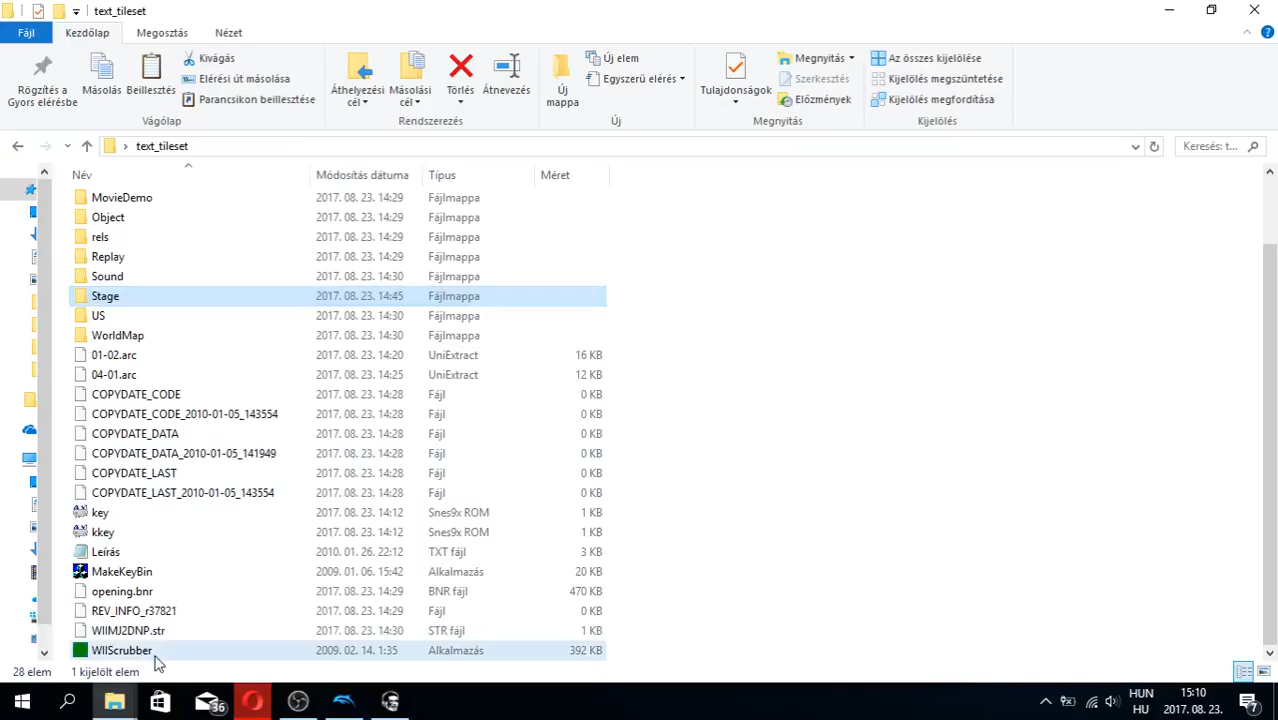 text_tileset
Fájl Kezdőlap Megosztás Nézet
Rögzítés a Gyors elérésbe
Másolás
Beillesztés
Kivágás
Elérési út másolása
Parancsikon beillesztése
Vágólap
Áthelyezési cél
Másolási cél
Törlés
Átnevezés
Rendszerezés
Új mappa
Új elem
Egyszerű elérés
Új
Tulajdonságok
Megnyitás
Szerkesztés
Előzmények
Megnyitás
Az összes kijelölése
Kijelölés megszüntetése
Kijelölés megfordítása
Kijelölés
text_tileset
Keresés: t...
Név Módosítás dátuma Típus Méret
MovieDemo 2017. 08. 23. 14:29 Fájlmappa
Object 2017. 08. 23. 14:29 Fájlmappa
rels 2017. 08. 23. 14:29 Fájlmappa
Replay 2017. 08. 23. 14:29 Fájlmappa
Sound 2017. 08. 23. 14:30 Fájlmappa
Stage 2017. 08. 23. 14:45 Fájlmappa
US 2017. 08. 23. 14:30 Fájlmappa
WorldMap 2017. 08. 23. 14:30 Fájlmappa
01-02.arc 2017. 08. 23. 14:20 UniExtract 16 KB
04-01.arc 2017. 08. 23. 14:25 UniExtract 12 KB
COPYDATE_CODE 2017. 08. 23. 14:28 Fájl 0 KB
COPYDATE_CODE_2010-01-05_143554 2017. 08. 23. 14:28 Fájl 0 KB
COPYDATE_DATA 2017. 08. 23. 14:28 Fájl 0 KB
COPYDATE_DATA_2010-01-05_141949 2017. 08. 23. 14:28 Fájl 0 KB
COPYDATE_LAST 2017. 08. 23. 14:28 Fájl 0 KB
COPYDATE_LAST_2010-01-05_143554 2017. 08. 23. 14:28 Fájl 0 KB
key 2017. 08. 23. 14:12 Snes9x ROM 1 KB
kkey 2017. 08. 23. 14:12 Snes9x ROM 1 KB
Leírás 2010. 01. 26. 22:12 TXT fájl 3 KB
MakeKeyBin 2009. 01. 06. 15:42 Alkalmazás 20 KB
opening.bnr 2017. 08. 23. 14:29 BNR fájl 470 KB
REV_INFO_r37821 2017. 08. 23. 14:29 Fájl 0 KB
WIIMJ2DNP.str 2017. 08. 23. 14:30 STR fájl 1 KB
WIIScrubber 2009. 02. 14. 1:35 Alkalmazás 392 KB
28 elem 1 kijelölt elem
36
HUN
HU
15:10
2017. 08. 23.
7